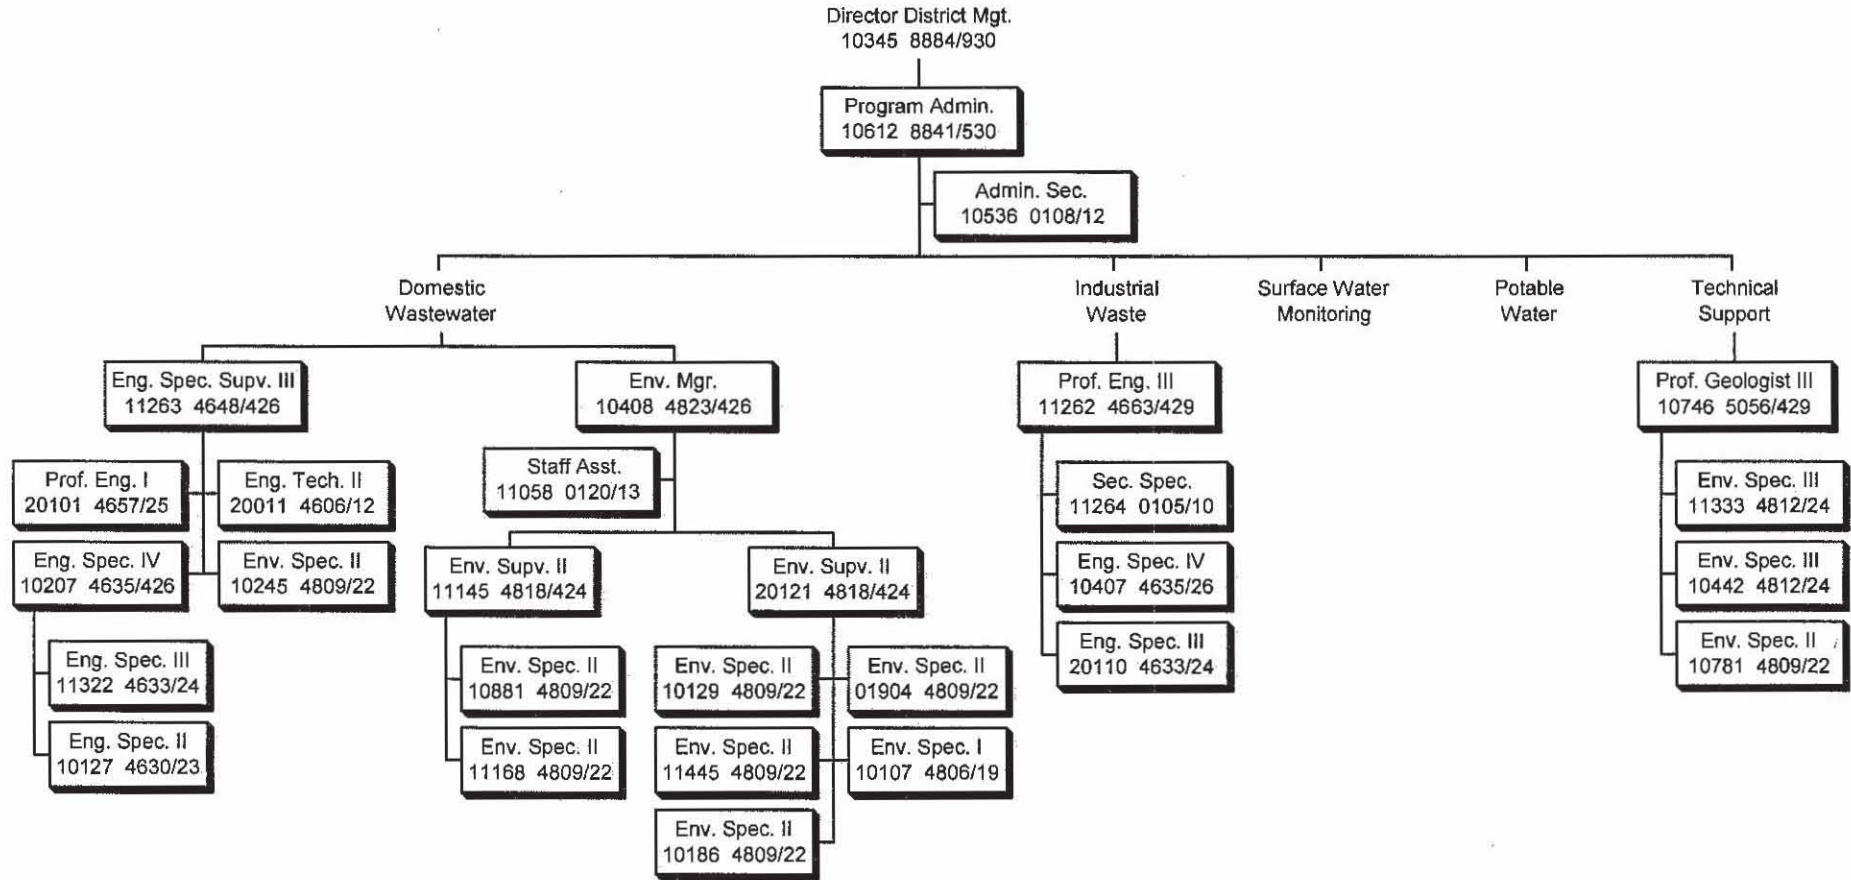 Director District Mgt.
10345 8884/930
Program Admin.
10612 8841/530
Admin. Sec.
10536 0108/12
Domestic
Wastewater
Industrial
Waste
Surface Water
Monitoring
Potable
Water
Technical
Support
Eng. Spec. Supv. III
11263 4648/426
Env. Mgr.
10408 4823/426
Prof. Eng. III
11262 4663/429
Prof. Geologist III
10746 5056/429
Prof. Eng. I
20101 4657/25
Eng. Tech. II
20011 4606/12
Staff Asst.
11058 0120/13
Sec. Spec.
11264 0105/10
Env. Spec. III
11333 4812/24
Eng. Spec. IV
10207 4635/426
Env. Spec. II
10245 4809/22
Env. Supv. II
11145 4818/424
Env. Supv. II
20121 4818/424
Eng. Spec. IV
10407 4635/26
Env. Spec. III
10442 4812/24
Eng. Spec. III
11322 4633/24
Env. Spec. II
10881 4809/22
Env. Spec. II
10129 4809/22
Env. Spec. II
01904 4809/22
Eng. Spec. III
20110 4633/24
Env. Spec. II
10781 4809/22
Eng. Spec. II
10127 4630/23
Env. Spec. II
11168 4809/22
Env. Spec. II
11445 4809/22
Env. Spec. I
10107 4806/19
Env. Spec. II
10186 4809/22